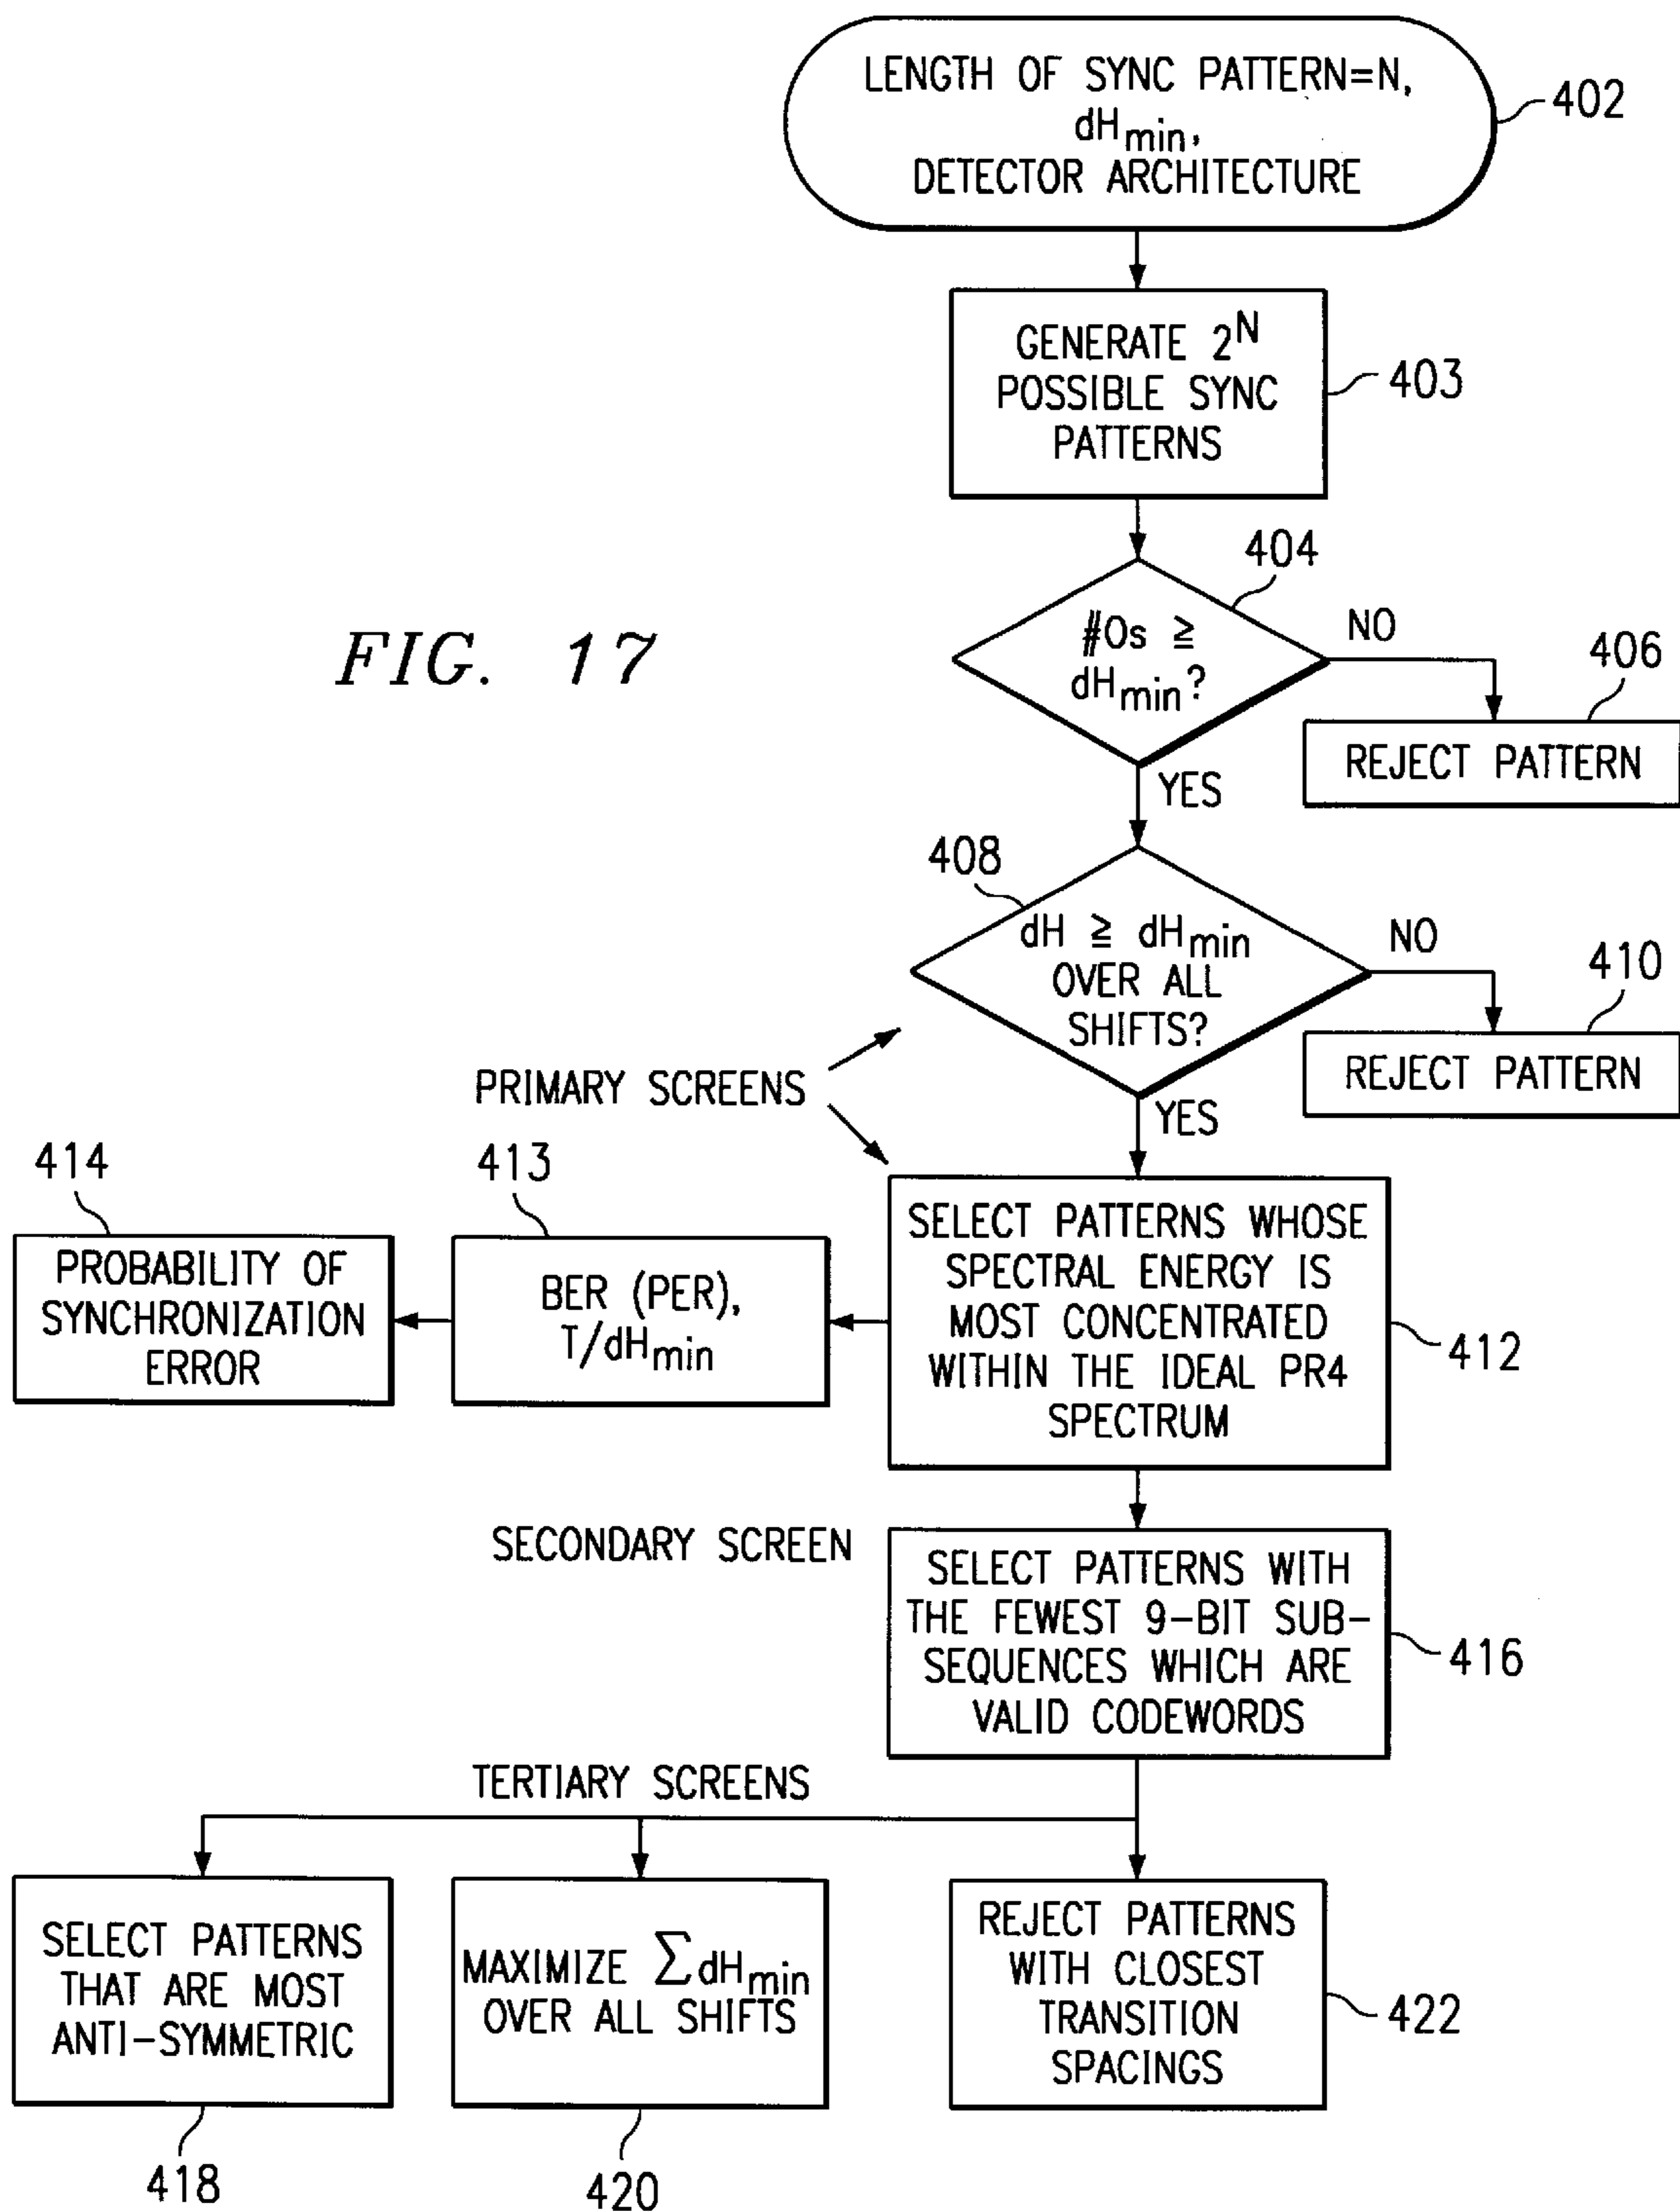 LENGTH OF SYNC PATTERN=N,
dHmin,
DETECTOR ARCHITECTURE
402
GENERATE 2^N
POSSIBLE SYNC
PATTERNS
403
404
#0s ≥
dHmin?
NO
406
REJECT PATTERN
YES
FIG. 17
408
dH ≧ dHmin
OVER ALL
SHIFTS?
NO
410
REJECT PATTERN
YES
PRIMARY SCREENS
414
PROBABILITY OF
SYNCHRONIZATION
ERROR
413
BER (PER),
T/dHmin
SELECT PATTERNS WHOSE
SPECTRAL ENERGY IS
MOST CONCENTRATED
WITHIN THE IDEAL PR4
SPECTRUM
412
SECONDARY SCREEN
SELECT PATTERNS WITH
THE FEWEST 9-BIT SUB-
SEQUENCES WHICH ARE
VALID CODEWORDS
416
TERTIARY SCREENS
SELECT PATTERNS
THAT ARE MOST
ANTI-SYMMETRIC
418
MAXIMIZE ∑dHmin
OVER ALL SHIFTS
420
REJECT PATTERNS
WITH CLOSEST
TRANSITION
SPACINGS
422